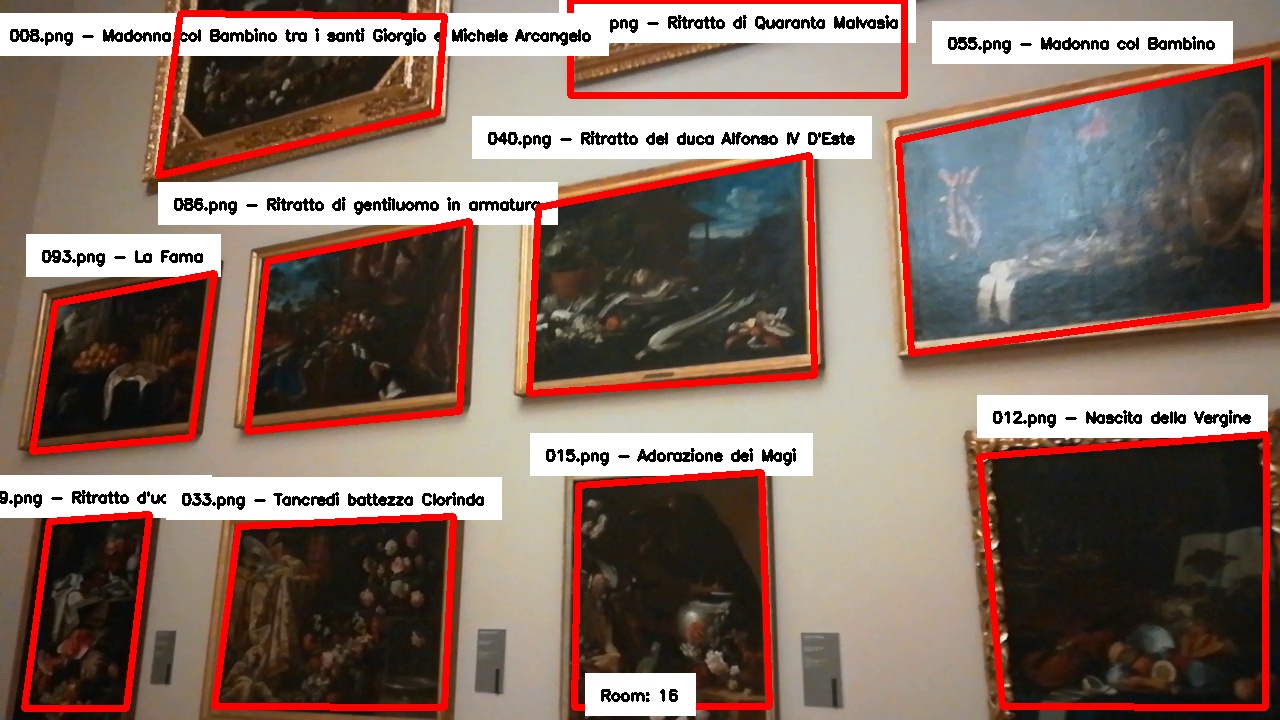 008.png - Madonna col Bambino tra i santi Giorgio e Michele Arcangelo
png - Ritratto di Quaranta Malvasia
055.png - Madonna col Bambino
040.png - Ritratto del duca Alfonso IV D'Este
086.png - Ritratto di gentiluomo in armatura
093.png - La Fama
012.png - Nascita della Vergine
015.png - Adorazione dei Magi
9.png - Ritratto d'uo
033.png - Tancredi battezza Clorinda
Room: 16